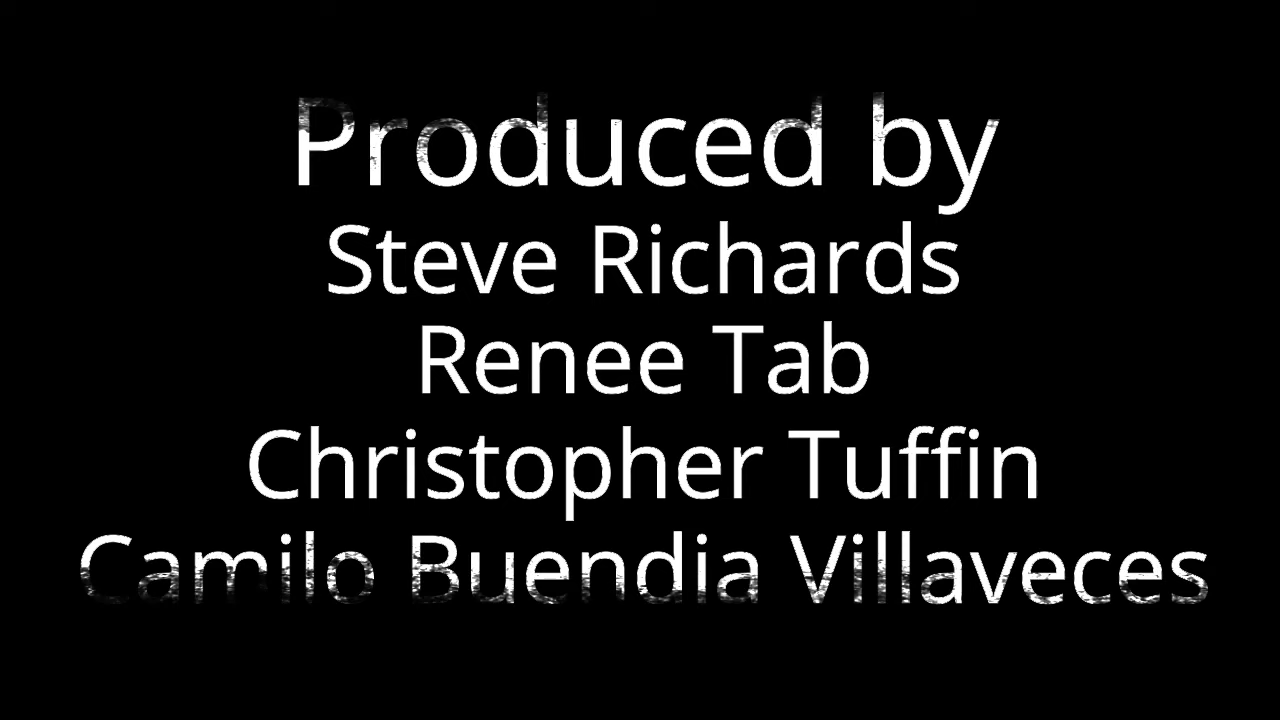 Produced by
Steve Richards
Renee Tab
Christopher Tuffin
Camilo Buendia Villaveces